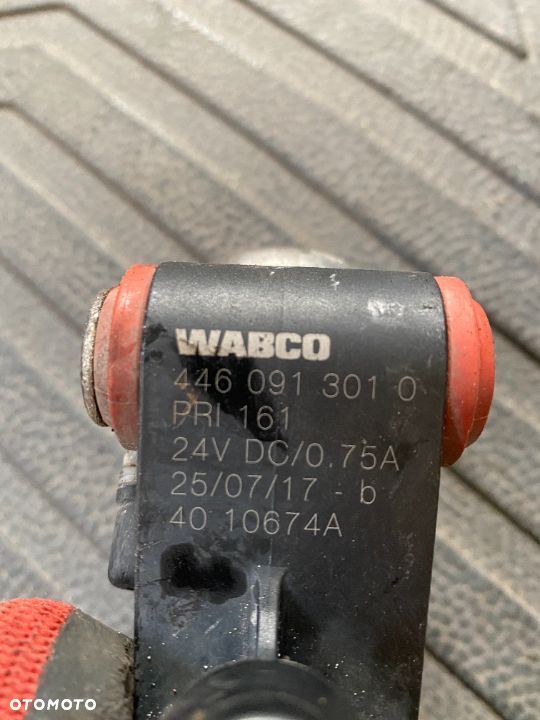 WABCO
446 091 301 0
PRI 161
24V DC/0.75A
25/07/17 - b
40 10674A
OTOMOTO